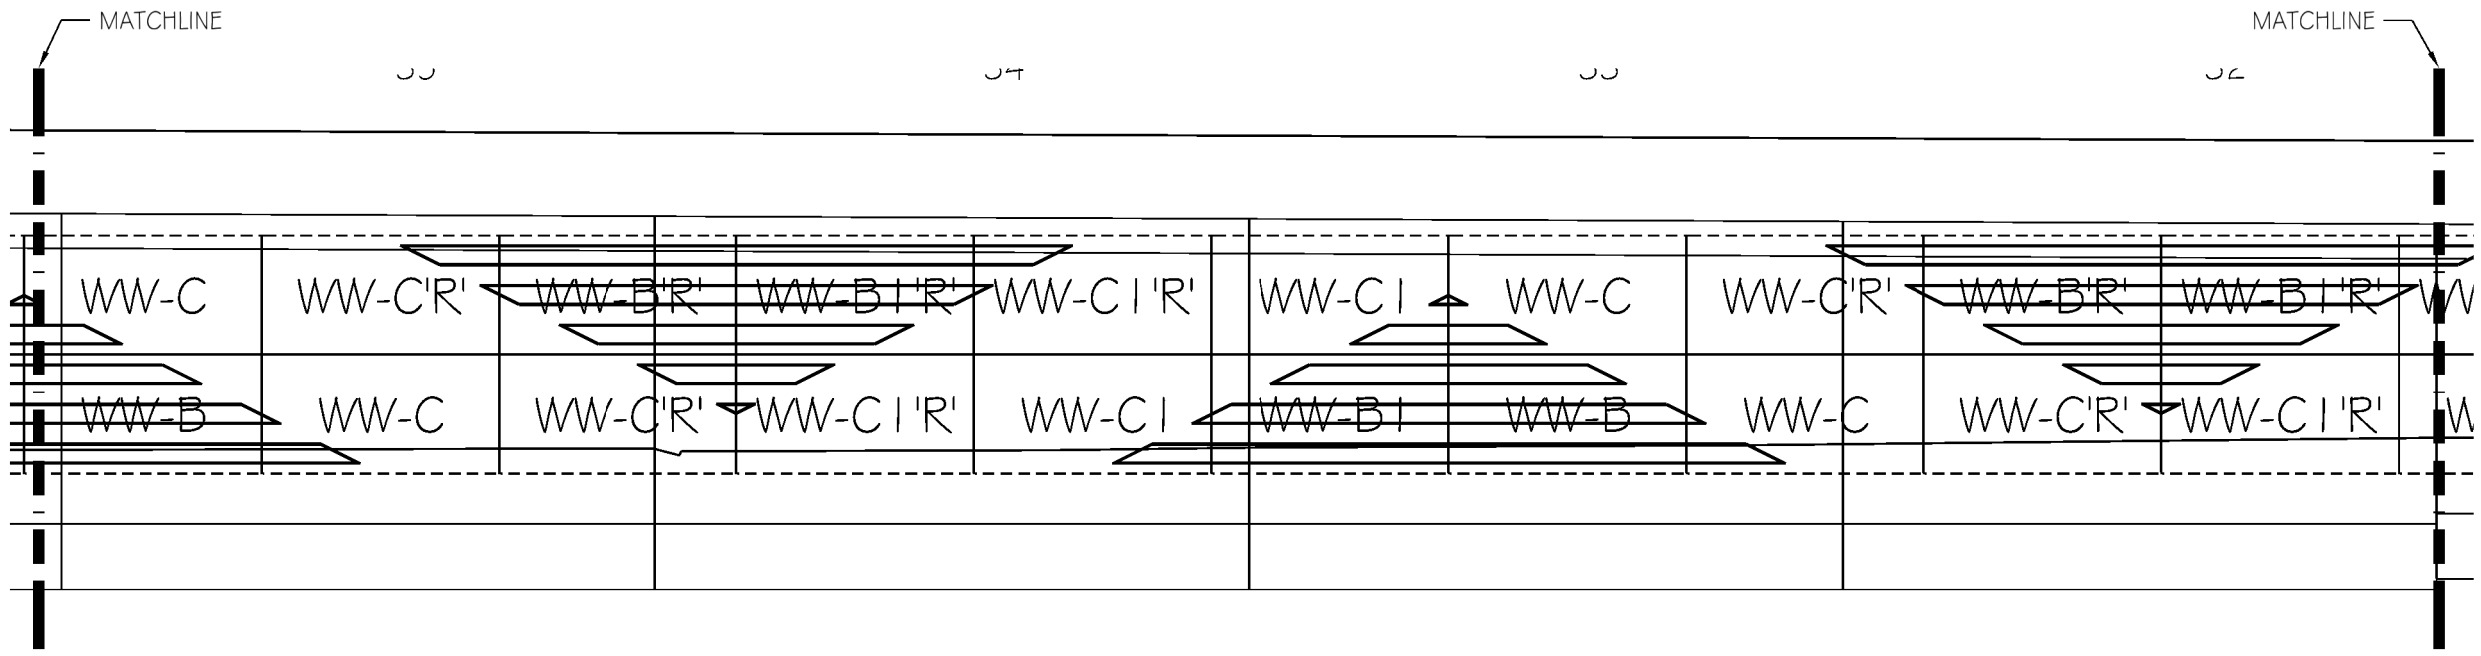 MATCHLINE MATCHLINE
WW-C WW-C'R' WW-B'R' WW-B1'R' WW-C1'R' WW-C1 WW-C WW-C'R' WW-B'R' WW-B1'R'
WW-B WW-C WW-C'R' WW-C1'R' WW-C1 WW-B1 WW-B WW-C WW-C'R' WW-C1'R'